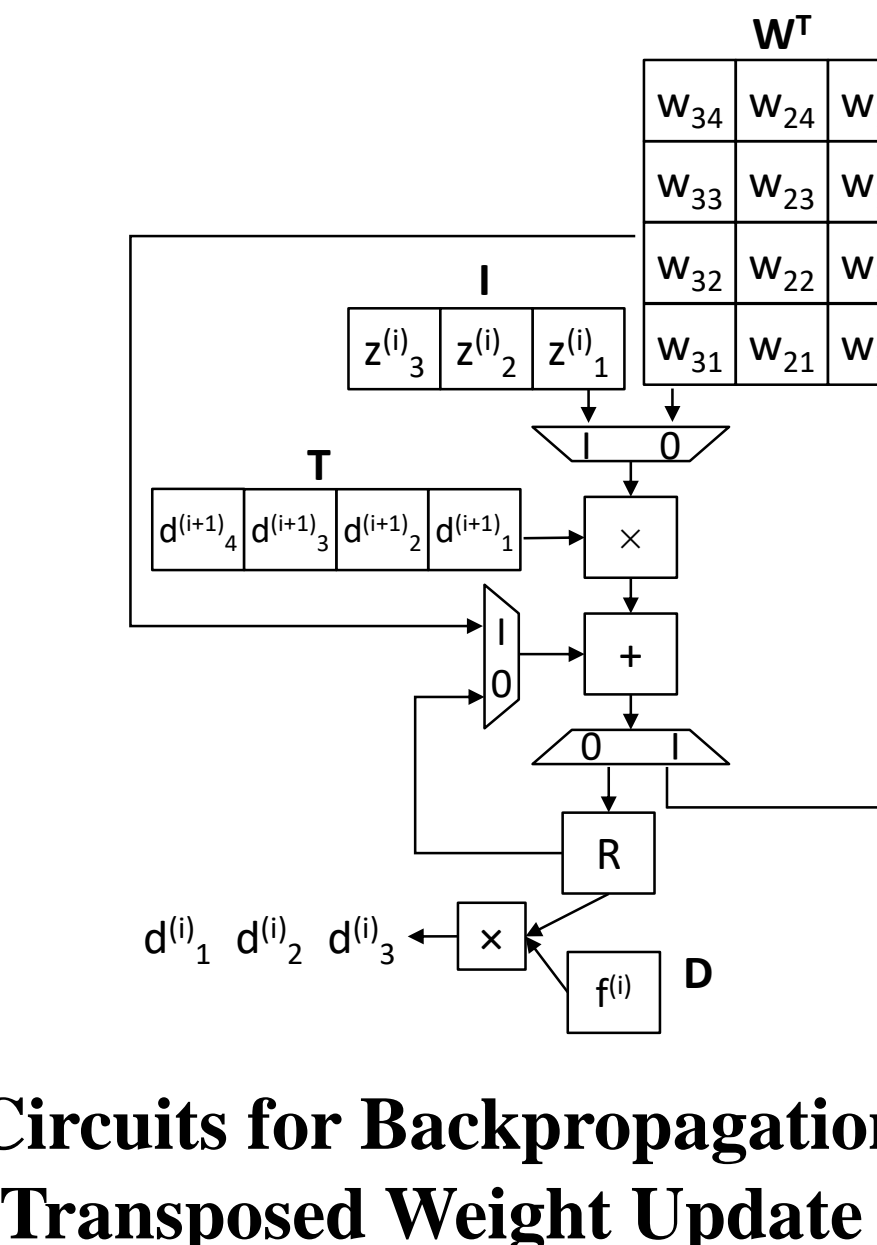 Wᵀ
w₃₄ w₂₄ w
w₃₃ w₂₃ w
w₃₂ w₂₂ w
w₃₁ w₂₁ w
I
z⁽ⁱ⁾₃ z⁽ⁱ⁾₂ z⁽ⁱ⁾₁
I 0
T
d⁽ⁱ⁺¹⁾₄ d⁽ⁱ⁺¹⁾₃ d⁽ⁱ⁺¹⁾₂ d⁽ⁱ⁺¹⁾₁
×
I
+
0
0 I
R
d⁽ⁱ⁾₁ d⁽ⁱ⁾₂ d⁽ⁱ⁾₃ ×
f⁽ⁱ⁾ D
Circuits for Backpropagation
Transposed Weight Update